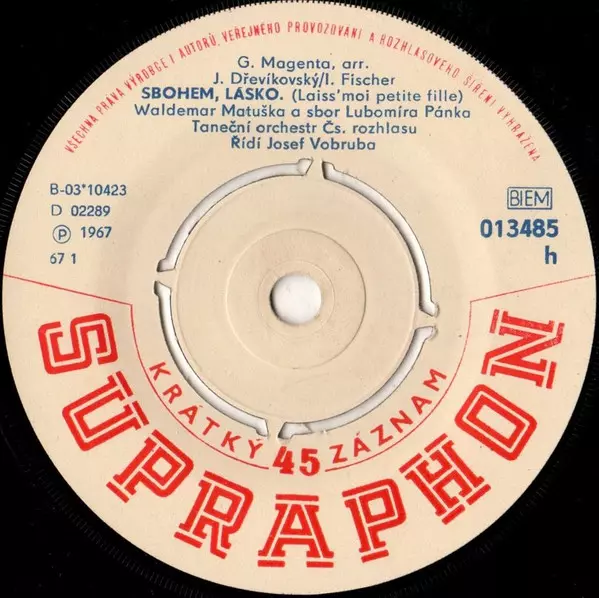 VŠECHNA PRÁVA VÝROBCE I AUTORŮ, VEŘEJNÉHO PROVOZOVÁNÍ A ROZHLASOVÉHO ŠÍŘENÍ VYHRAŽENA
G. Magenta, arr.
J. Dřevíkovský/I. Fischer
SBOHEM, LÁSKO. (Laiss'moi petite fille)
Waldemar Matuška a sbor Lubomíra Pánka
Taneční orchestr Čs. rozhlasu
Řídí Josef Vobruba
B-03*10423
D 02289
Ⓟ 1967
67 1
BIEM
013485
h
KRÁTKÝ 45 ZÁZNAM
SUPRAPHON